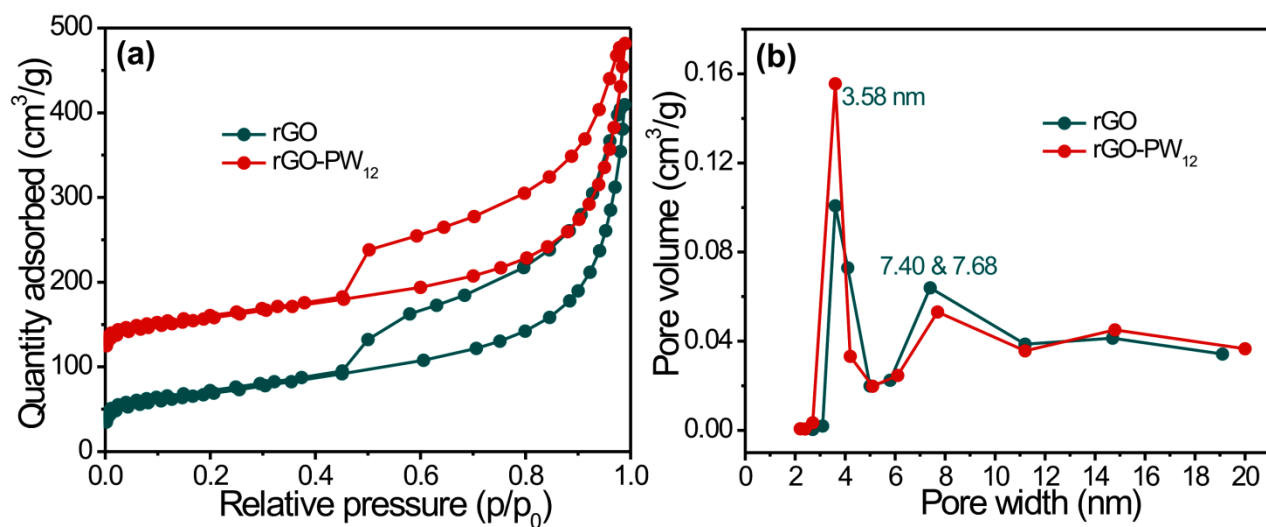 (a)
rGO
rGO-PW12
Quantity adsorbed (cm3/g)
500
400
300
200
100
0
0.0 0.2 0.4 0.6 0.8 1.0
Relative pressure (p/p0)
(b)
3.58 nm
rGO
rGO-PW12
7.40 & 7.68
Pore volume (cm3/g)
0.16
0.12
0.08
0.04
0.00
0 2 4 6 8 10 12 14 16 18 20
Pore width (nm)